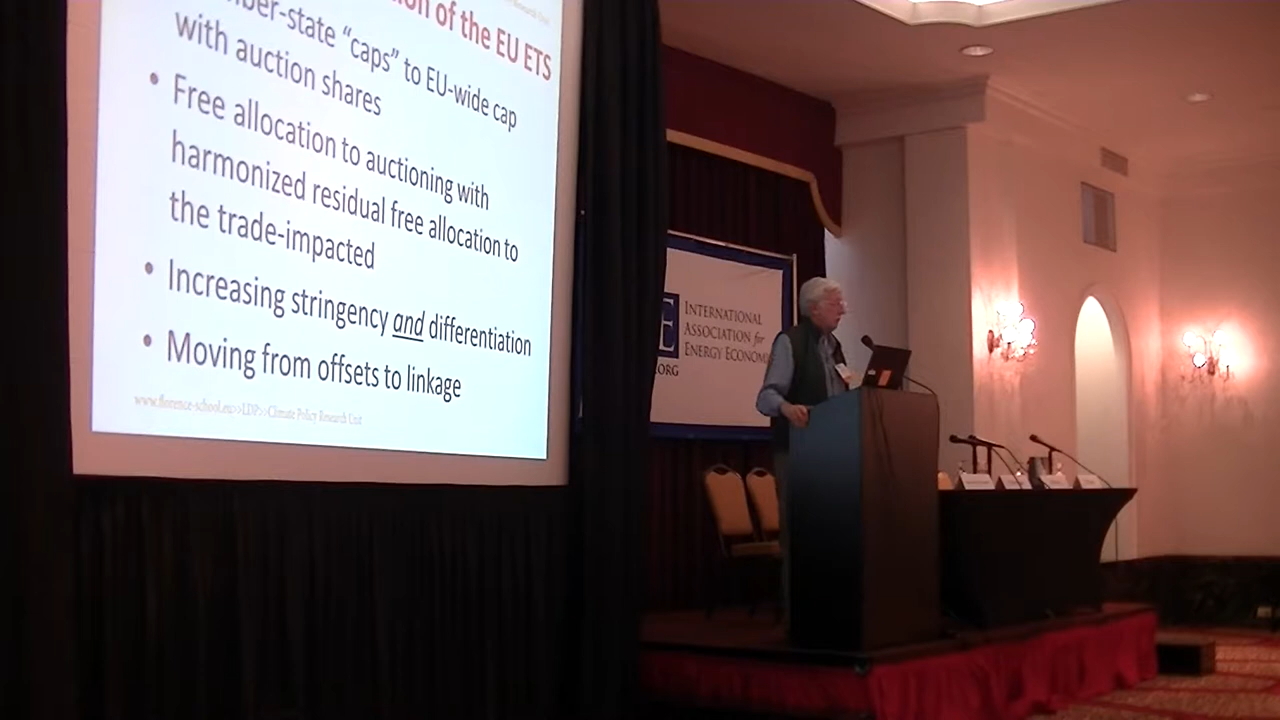 of the EU ETS
-state “caps” to EU-wide cap
with auction shares
• Free allocation to auctioning with
harmonized residual free allocation to
the trade-impacted
• Increasing stringency and differentiation
• Moving from offsets to linkage
www.florence-school.eu>>LDP>>Climate Policy Research Unit
INTERNATIONAL
ASSOCIATION for
ENERGY ECONOM
.ORG